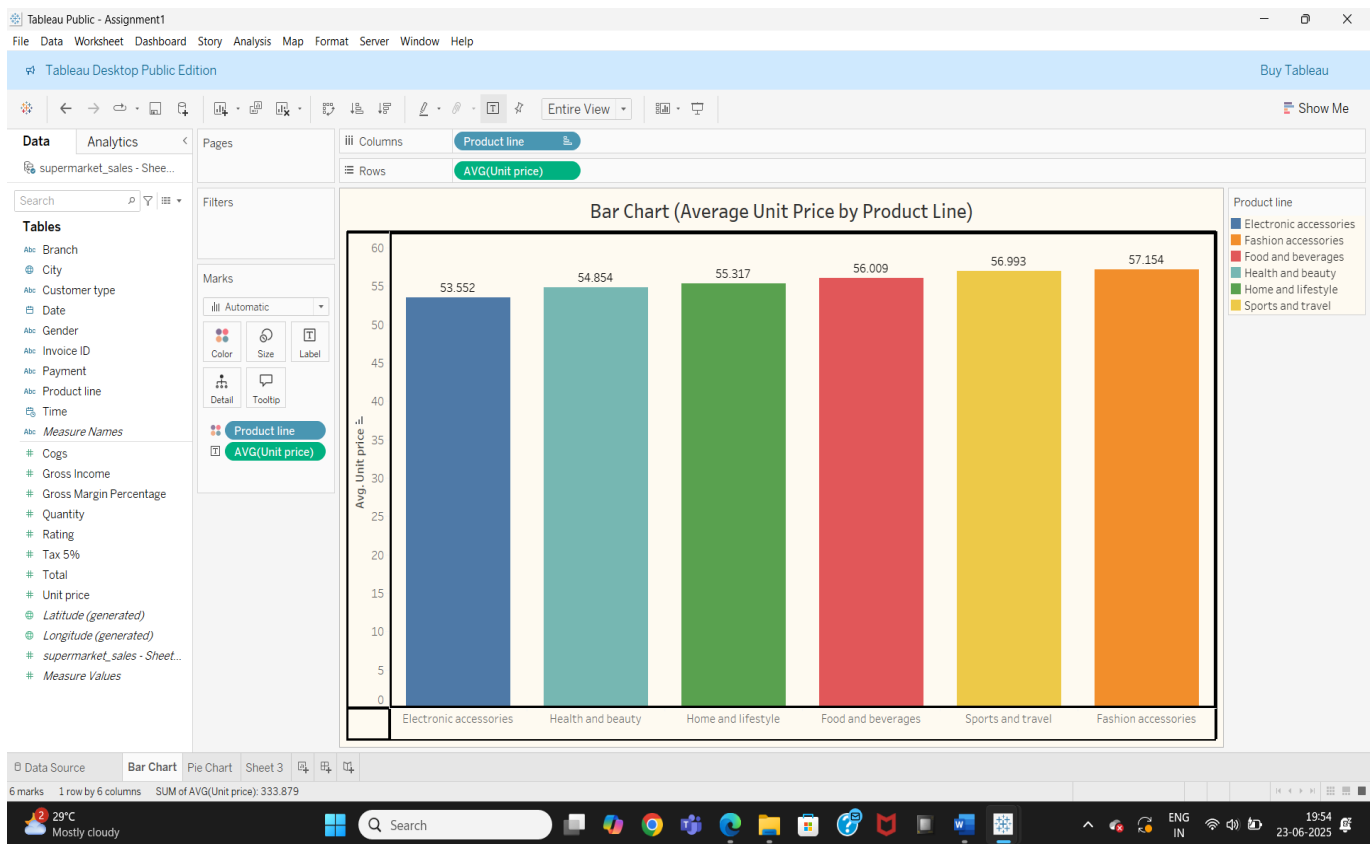 Tableau Public - Assignment1
File Data Worksheet Dashboard Story Analysis Map Format Server Window Help
Tableau Desktop Public Edition
Buy Tableau
Entire View
Show Me
Data
Analytics
supermarket_sales - Shee...
Search
Tables
Abc Branch
City
Abc Customer type
Date
Abc Gender
Abc Invoice ID
Abc Payment
Abc Product line
Time
Abc Measure Names
# Cogs
# Gross Income
# Gross Margin Percentage
# Quantity
# Rating
# Tax 5%
# Total
# Unit price
Latitude (generated)
Longitude (generated)
# supermarket_sales - Sheet...
# Measure Values
Pages
Filters
Marks
Automatic
Color Size Label
Detail Tooltip
Product line
AVG(Unit price)
Columns
Product line
Rows
AVG(Unit price)
Bar Chart (Average Unit Price by Product Line)
Avg. Unit price
60
55
50
45
40
35
30
25
20
15
10
5
0
53.552
54.854
55.317
56.009
56.993
57.154
Electronic accessories
Health and beauty
Home and lifestyle
Food and beverages
Sports and travel
Fashion accessories
Product line
Electronic accessories
Fashion accessories
Food and beverages
Health and beauty
Home and lifestyle
Sports and travel
Data Source
Bar Chart
Pie Chart
Sheet 3
6 marks 1 row by 6 columns SUM of AVG(Unit price): 333.879
2
29°C
Mostly cloudy
Search
ENG
IN
19:54
23-06-2025